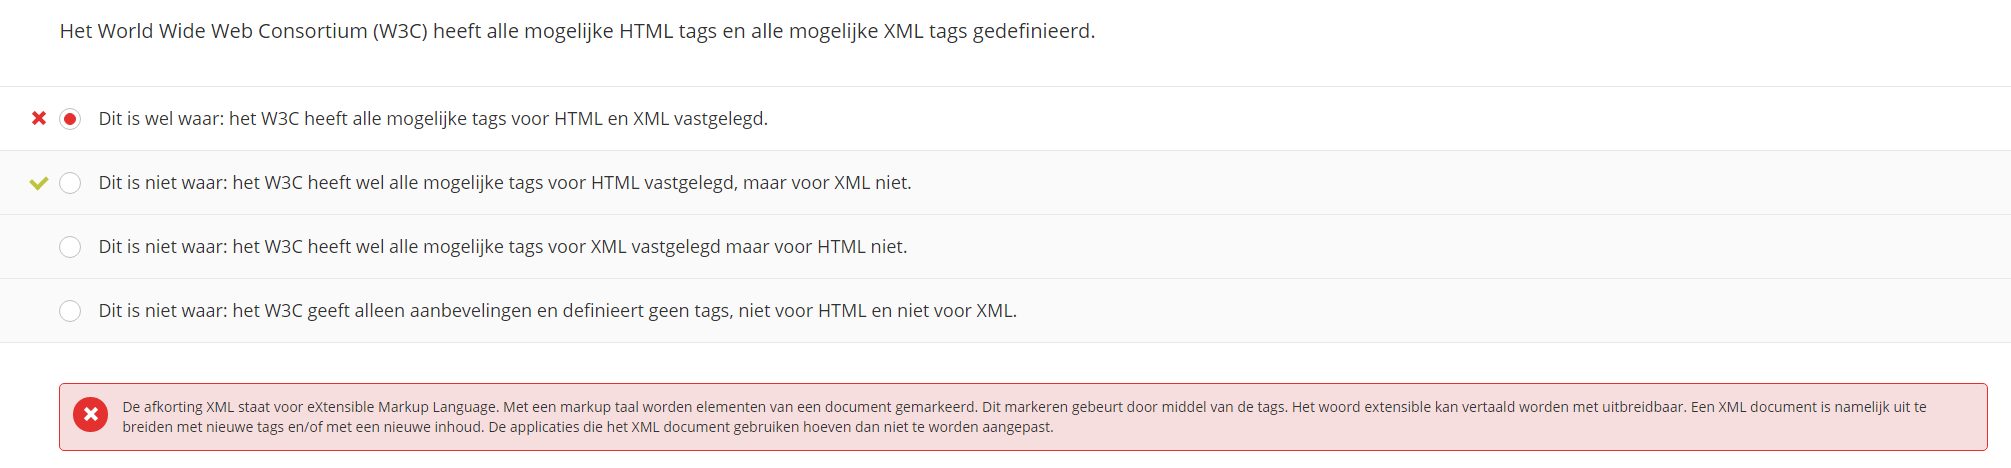 Het World Wide Web Consortium (W3C) heeft alle mogelijke HTML tags en alle mogelijke XML tags gedefinieerd.
Dit is wel waar: het W3C heeft alle mogelijke tags voor HTML en XML vastgelegd.
Dit is niet waar: het W3C heeft wel alle mogelijke tags voor HTML vastgelegd, maar voor XML niet.
Dit is niet waar: het W3C heeft wel alle mogelijke tags voor XML vastgelegd maar voor HTML niet.
Dit is niet waar: het W3C geeft alleen aanbevelingen en definieert geen tags, niet voor HTML en niet voor XML.
De afkorting XML staat voor eXtensible Markup Language. Met een markup taal worden elementen van een document gemarkeerd. Dit markeren gebeurt door middel van de tags. Het woord extensible kan vertaald worden met uitbreidbaar. Een XML document is namelijk uit te
breiden met nieuwe tags en/of met een nieuwe inhoud. De applicaties die het XML document gebruiken hoeven dan niet te worden aangepast.